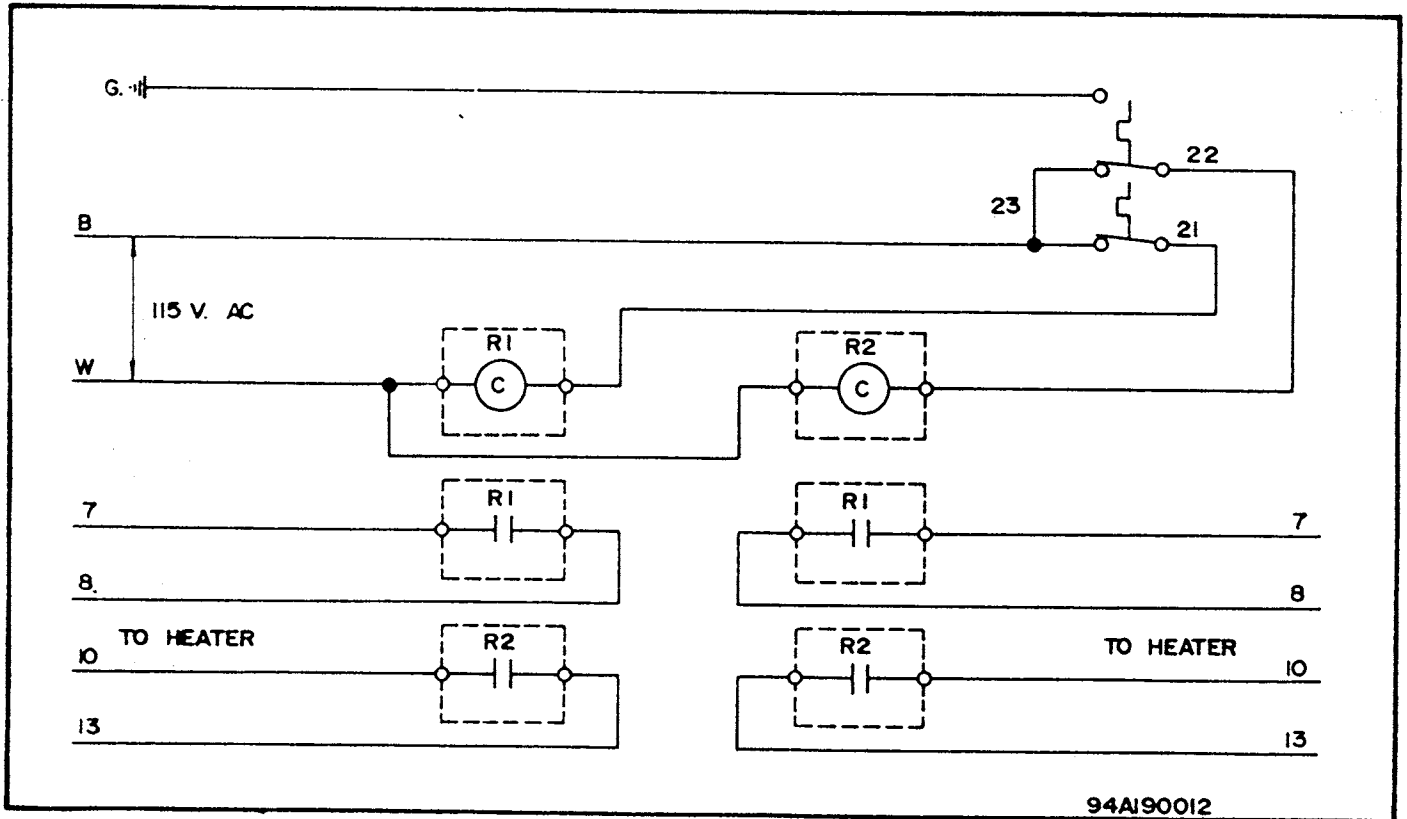 G.
22
23
B
21
115 V. AC
R1
R2
W
C
C
R1
R1
7
7
8.
8
TO HEATER
R2
R2
TO HEATER
10
10
13
13
94A190012